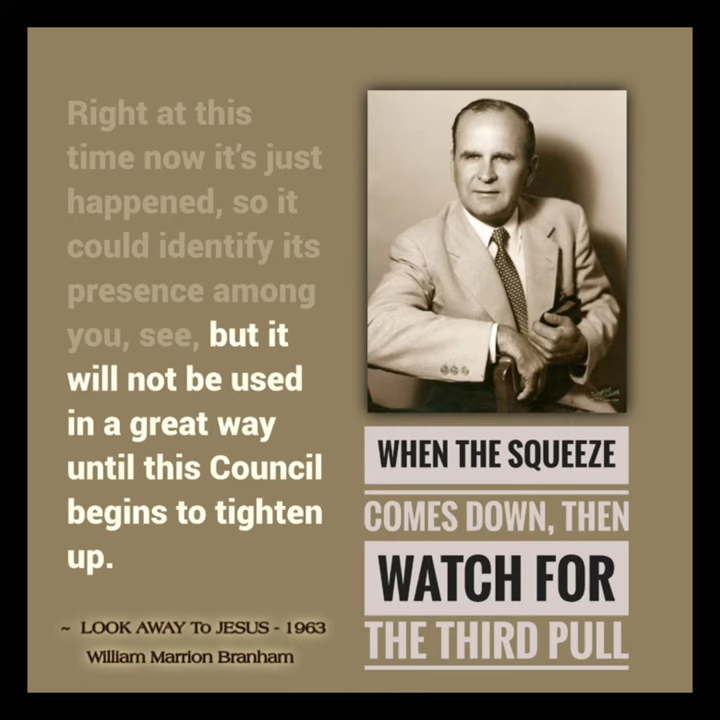 Right at this
time now it's just
happened, so it
could identify its
presence among
you, see, but it
will not be used
in a great way
until this Council
begins to tighten
up.
~ LOOK AWAY To JESUS - 1963
William Marrion Branham
WHEN THE SQUEEZE
COMES DOWN, THEN
WATCH FOR
THE THIRD PULL